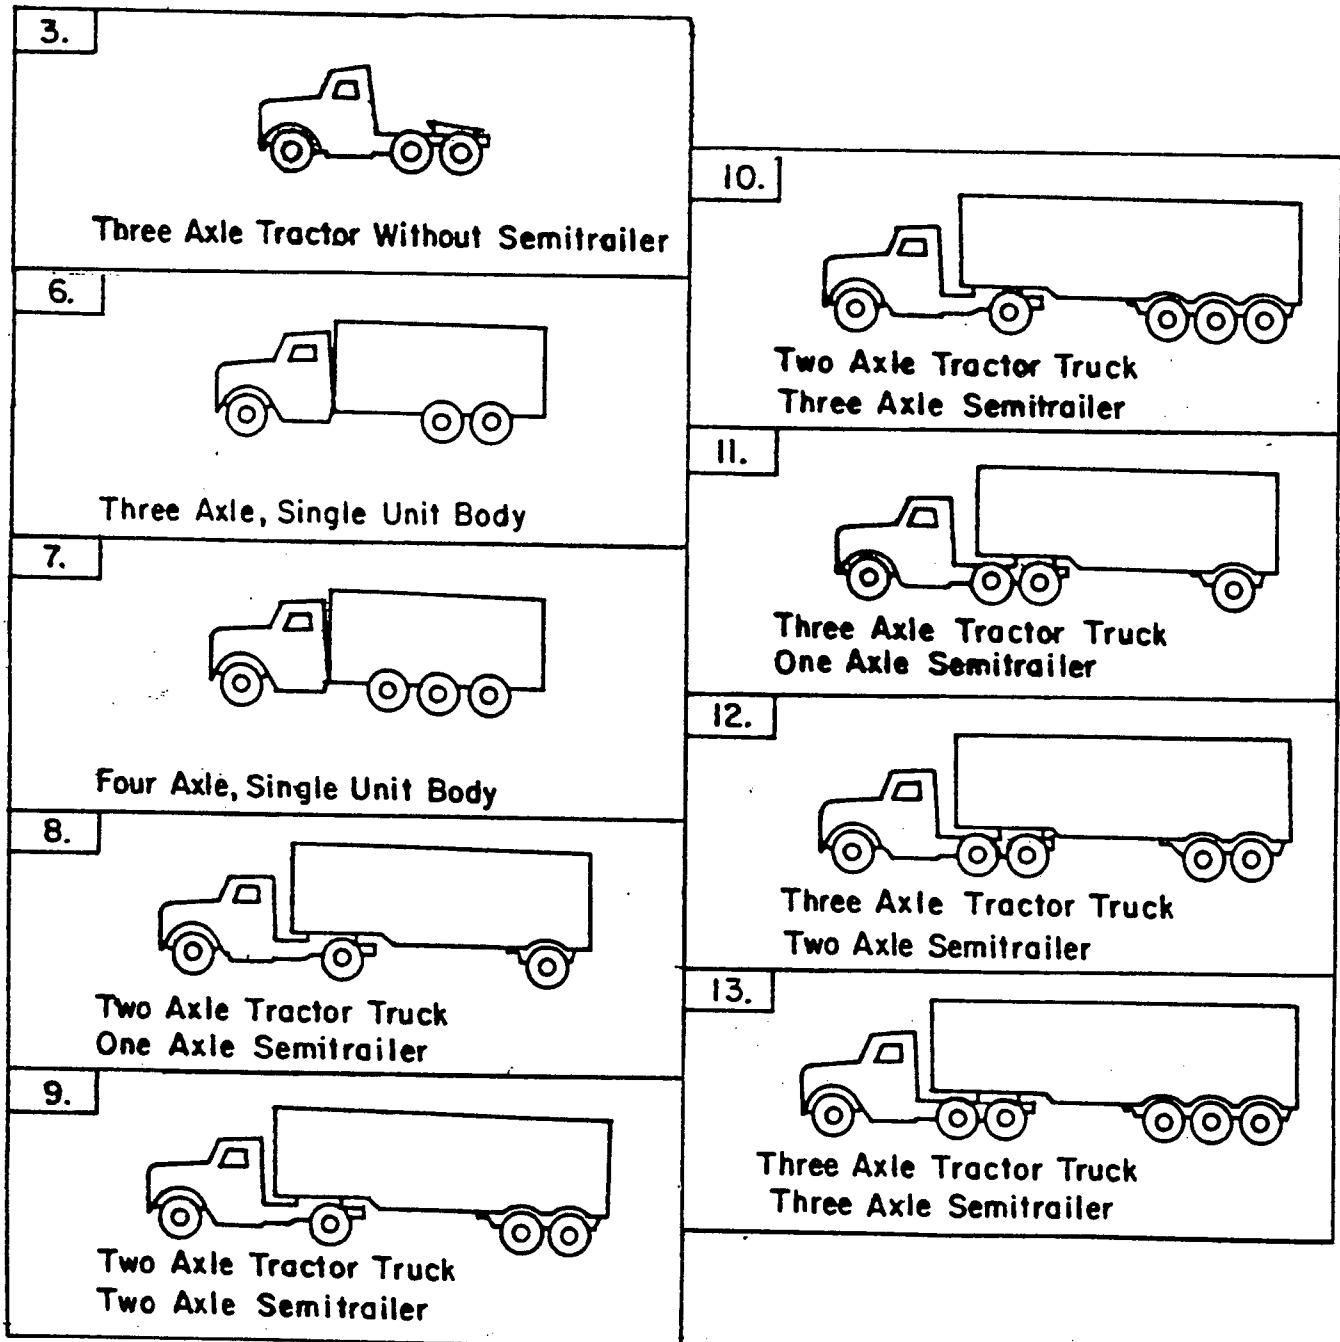 3.
Three Axle Tractor Without Semitrailer
6.
Three Axle, Single Unit Body
7.
Four Axle, Single Unit Body
8.
Two Axle Tractor Truck
One Axle Semitrailer
9.
Two Axle Tractor Truck
Two Axle Semitrailer
10.
Two Axle Tractor Truck
Three Axle Semitrailer
11.
Three Axle Tractor Truck
One Axle Semitrailer
12.
Three Axle Tractor Truck
Two Axle Semitrailer
13.
Three Axle Tractor Truck
Three Axle Semitrailer